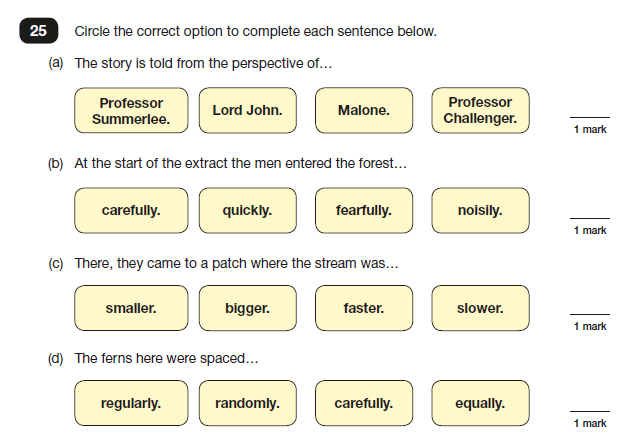 25 Circle the correct option to complete each sentence below.
(a) The story is told from the perspective of…
Professor
Summerlee.
Lord John.
Malone.
Professor
Challenger.
1 mark
(b) At the start of the extract the men entered the forest…
carefully.
quickly.
fearfully.
noisily.
1 mark
(c) There, they came to a patch where the stream was…
smaller.
bigger.
faster.
slower.
1 mark
(d) The ferns here were spaced…
regularly.
randomly.
carefully.
equally.
1 mark